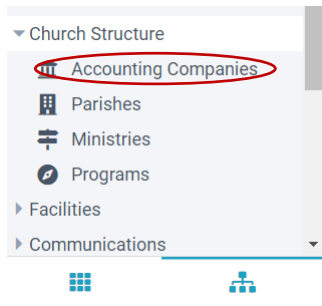 Church Structure
Accounting Companies
Parishes
Ministries
Programs
Facilities
Communications